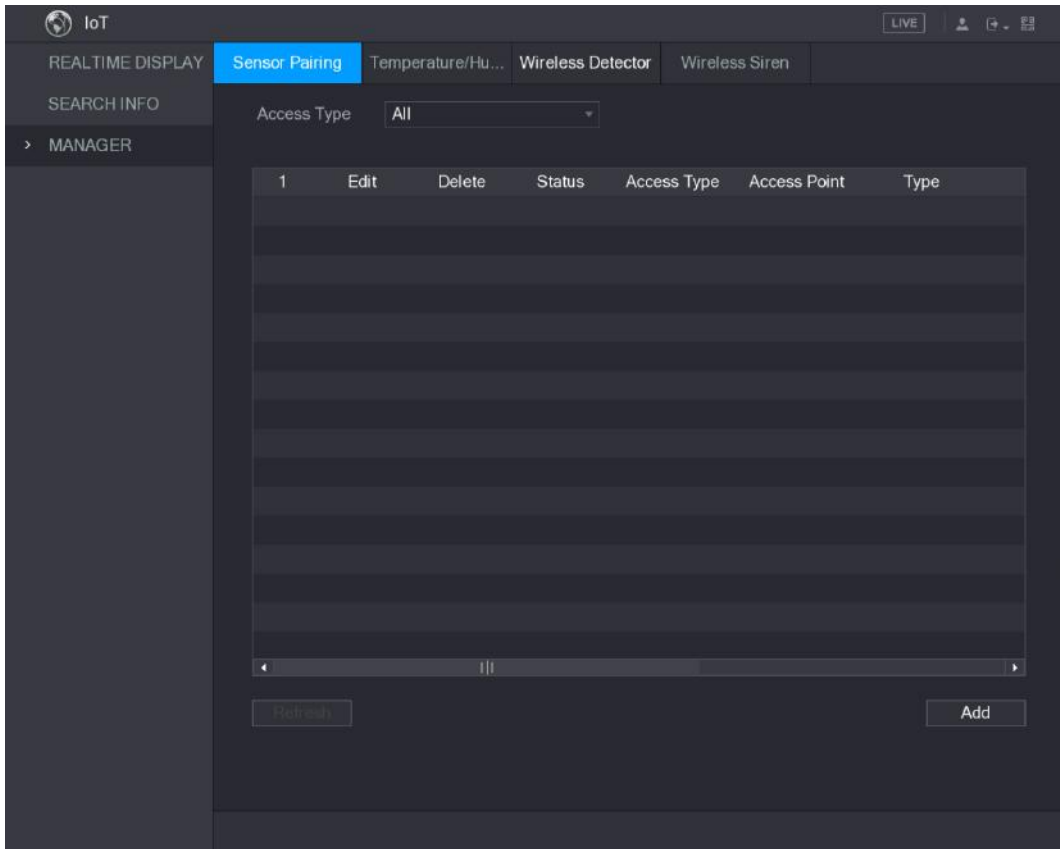 IoT
LIVE
REALTIME DISPLAY
SEARCH INFO
MANAGER
Sensor Pairing
Temperature/Hu...
Wireless Detector
Wireless Siren
Access Type
All
1 Edit Delete Status Access Type Access Point Type
Refresh
Add